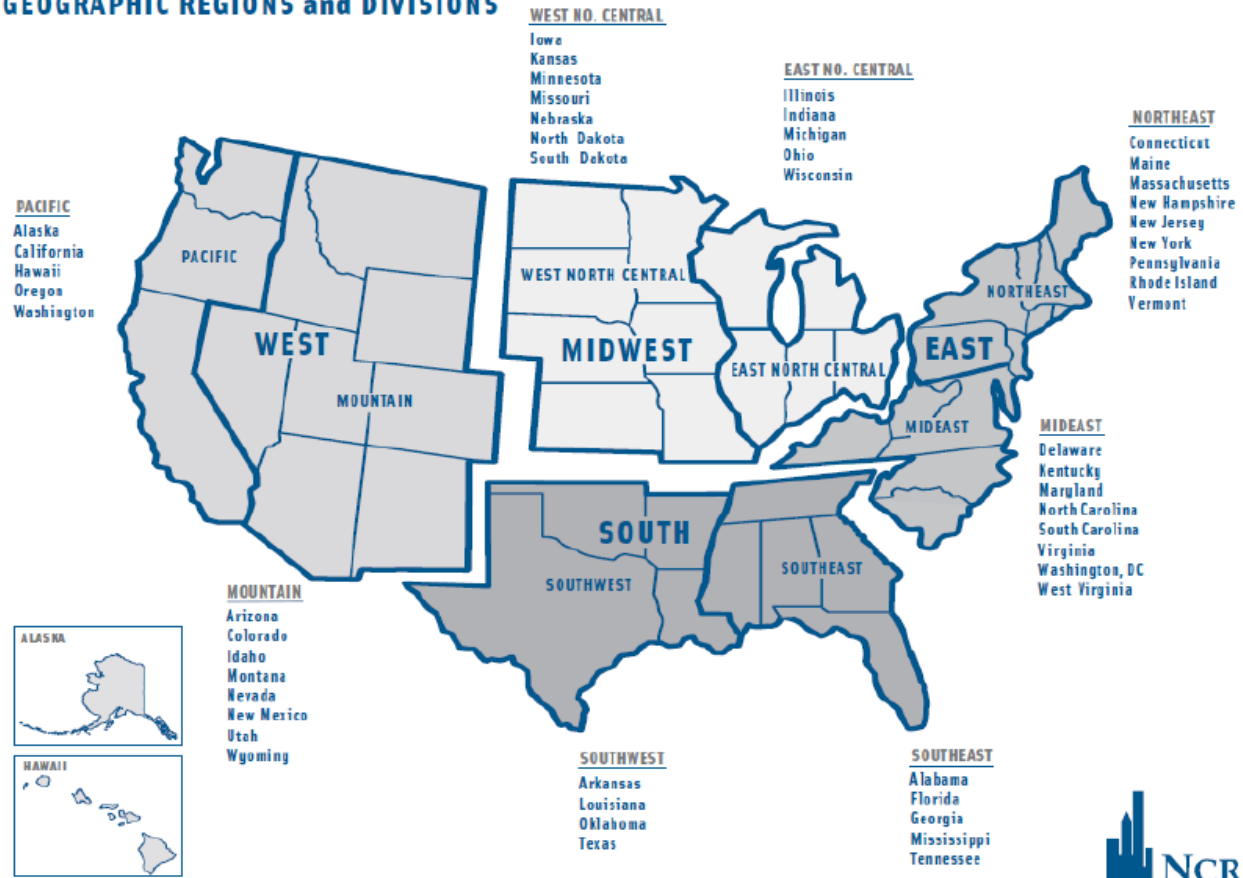 GEOGRAPHIC REGIONS and DIVISIONS
WEST NO. CENTRAL
Iowa
Kansas
Minnesota
Missouri
Nebraska
North Dakota
South Dakota
EAST NO. CENTRAL
Illinois
Indiana
Michigan
Ohio
Wisconsin
NORTHEAST
Connecticut
Maine
Massachusetts
New Hampshire
New Jersey
New York
Pennsylvania
Rhode Island
Vermont
PACIFIC
Alaska
California
Hawaii
Oregon
Washington
PACIFIC
WEST
MOUNTAIN
WEST NORTH CENTRAL
MIDWEST
EAST NORTH CENTRAL
NORTHEAST
EAST
MIDEAST
SOUTH
SOUTHWEST
SOUTHEAST
MIDEAST
Delaware
Kentucky
Maryland
North Carolina
South Carolina
Virginia
Washington, DC
West Virginia
MOUNTAIN
Arizona
Colorado
Idaho
Montana
Nevada
New Mexico
Utah
Wyoming
ALASKA
HAWAII
SOUTHWEST
Arkansas
Louisiana
Oklahoma
Texas
SOUTHEAST
Alabama
Florida
Georgia
Mississippi
Tennessee
NCR